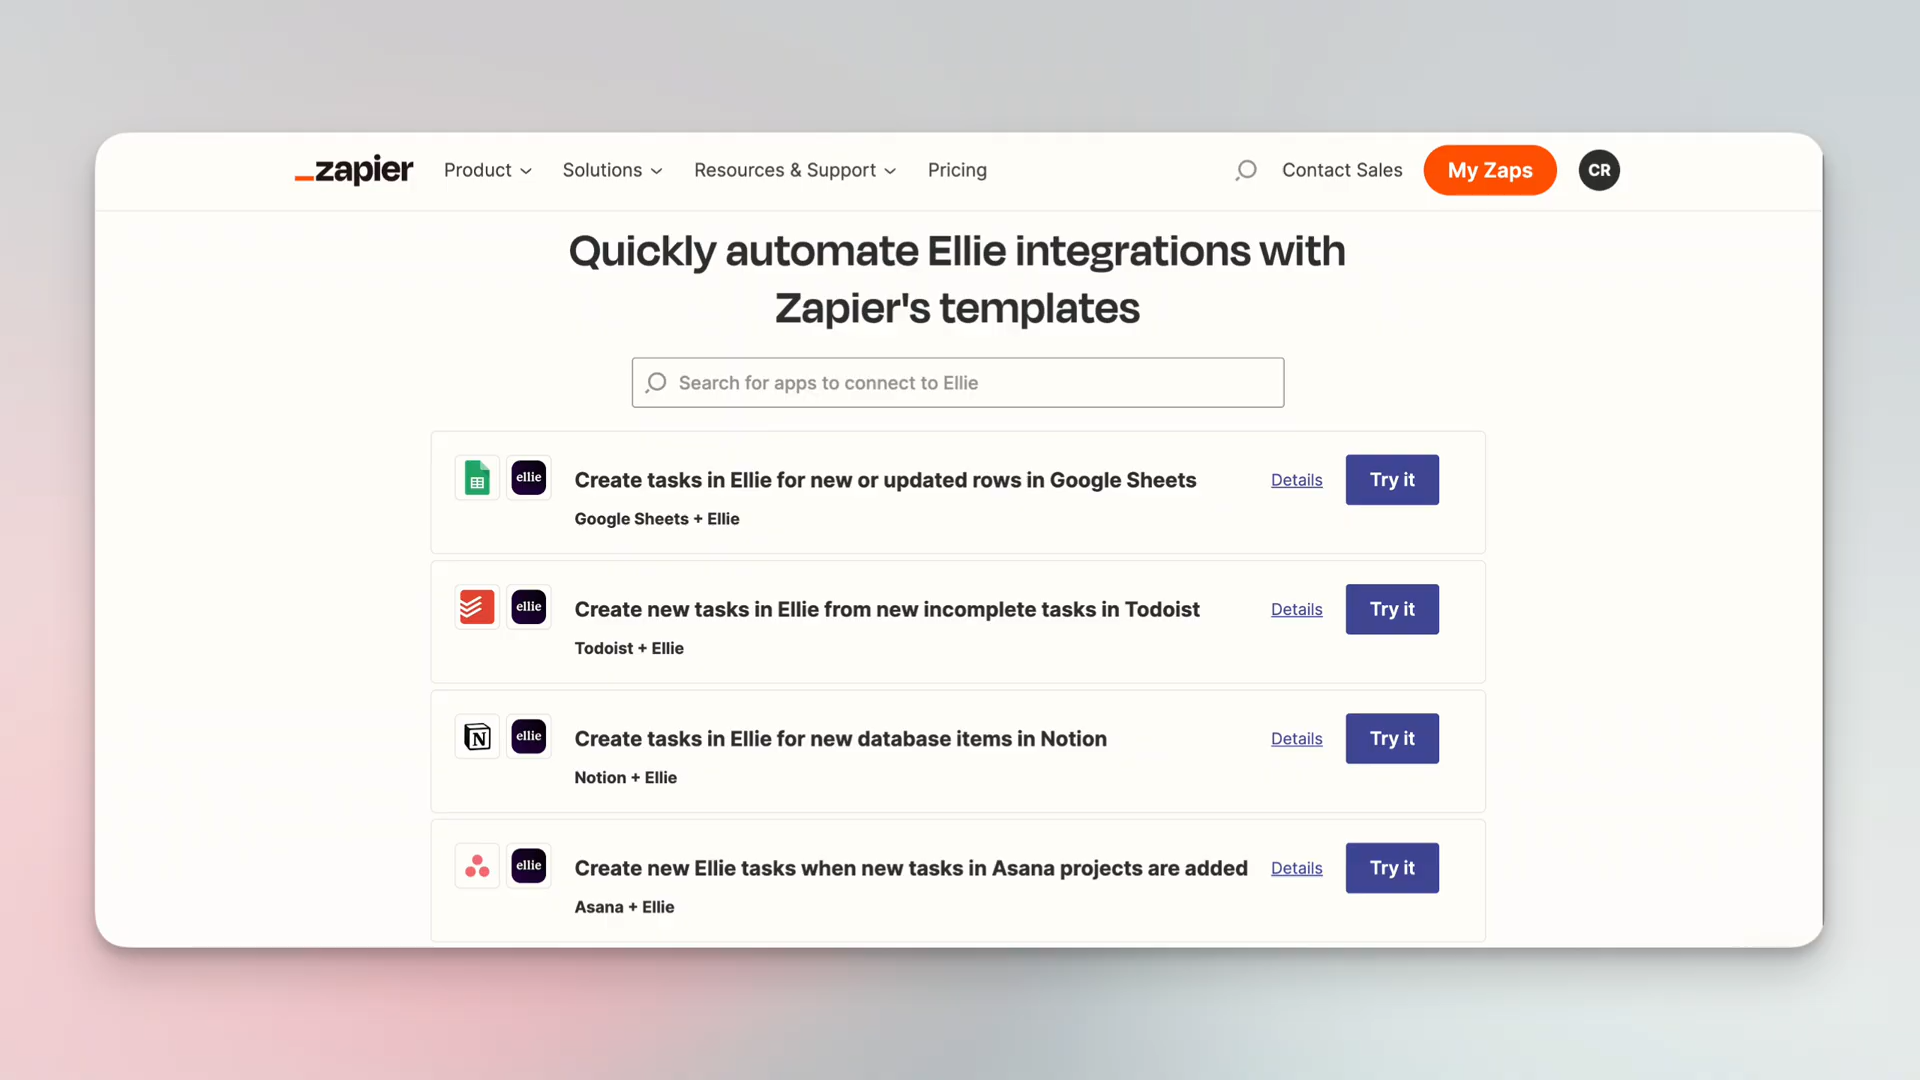 zapier Product Solutions Resources & Support Pricing Contact Sales My Zaps CR
Quickly automate Ellie integrations with
Zapier's templates
Search for apps to connect to Ellie
ellie Create tasks in Ellie for new or updated rows in Google Sheets Details Try it
Google Sheets + Ellie
ellie Create new tasks in Ellie from new incomplete tasks in Todoist Details Try it
Todoist + Ellie
N ellie Create tasks in Ellie for new database items in Notion Details Try it
Notion + Ellie
ellie Create new Ellie tasks when new tasks in Asana projects are added Details Try it
Asana + Ellie